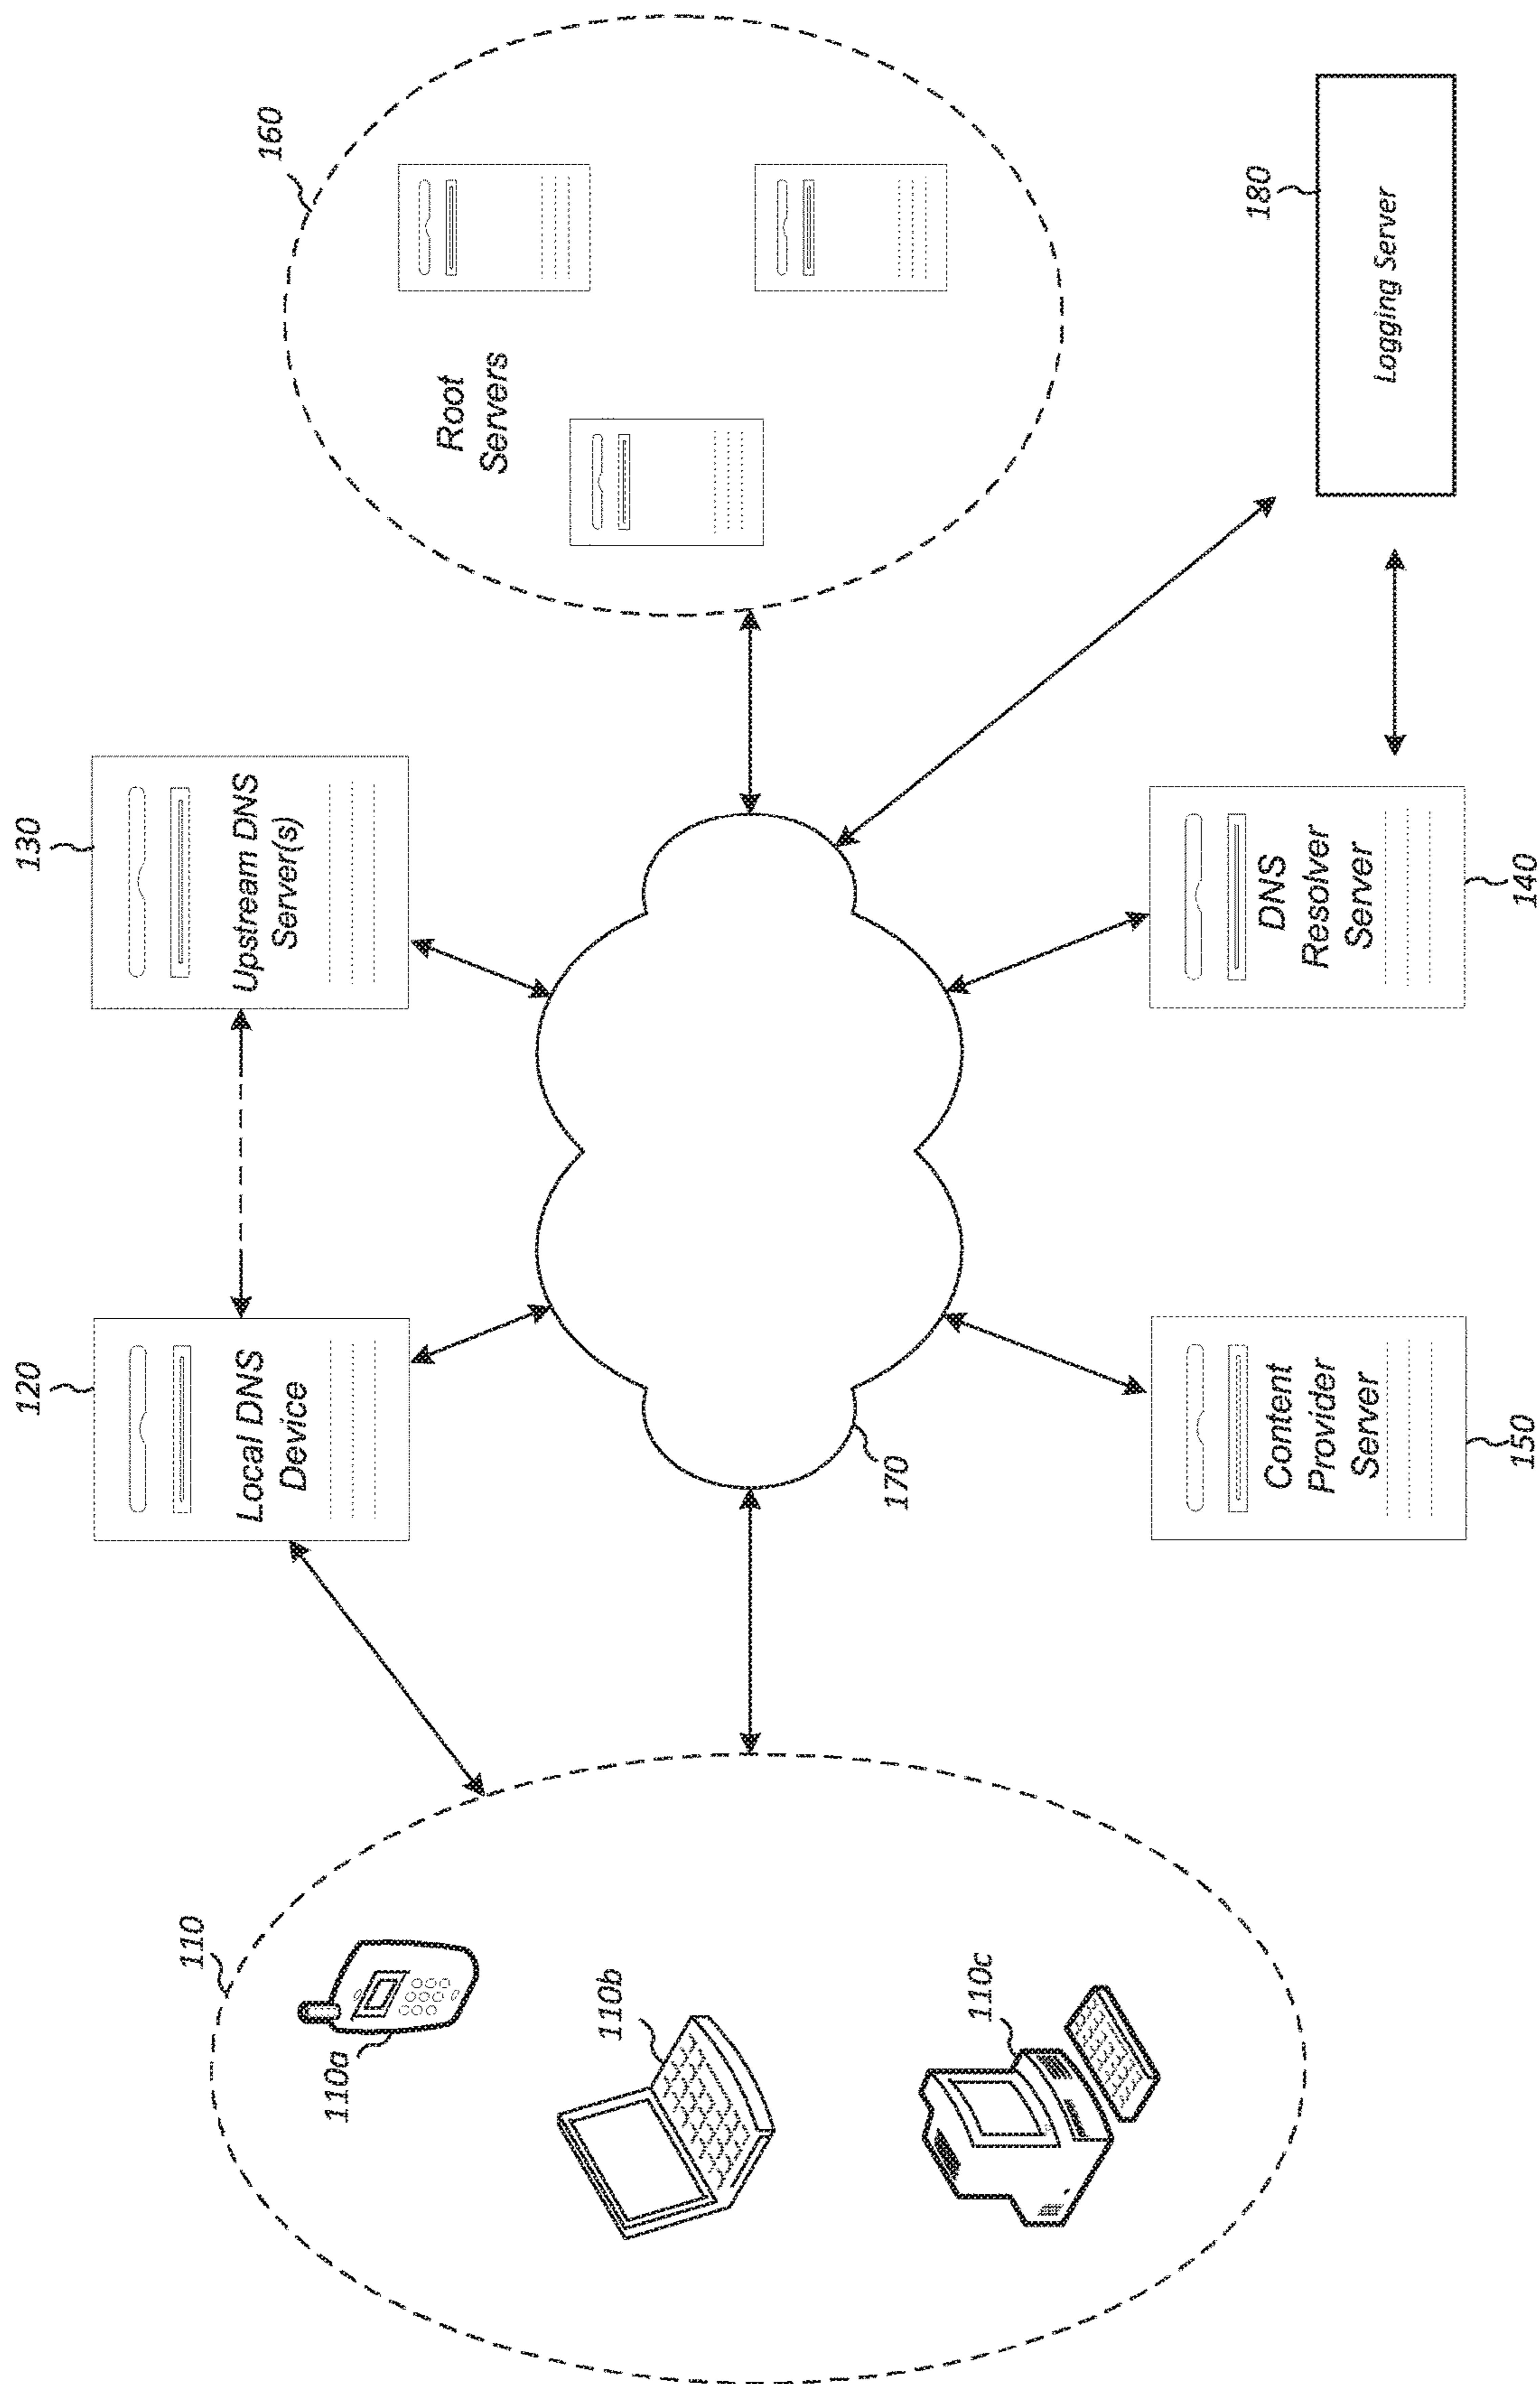 110
110a
110b
110c
120
Local DNS
Device
130
Upstream DNS
Server(s)
160
Root
Servers
170
150
Content
Provider
Server
140
DNS
Resolver
Server
180
Logging Server